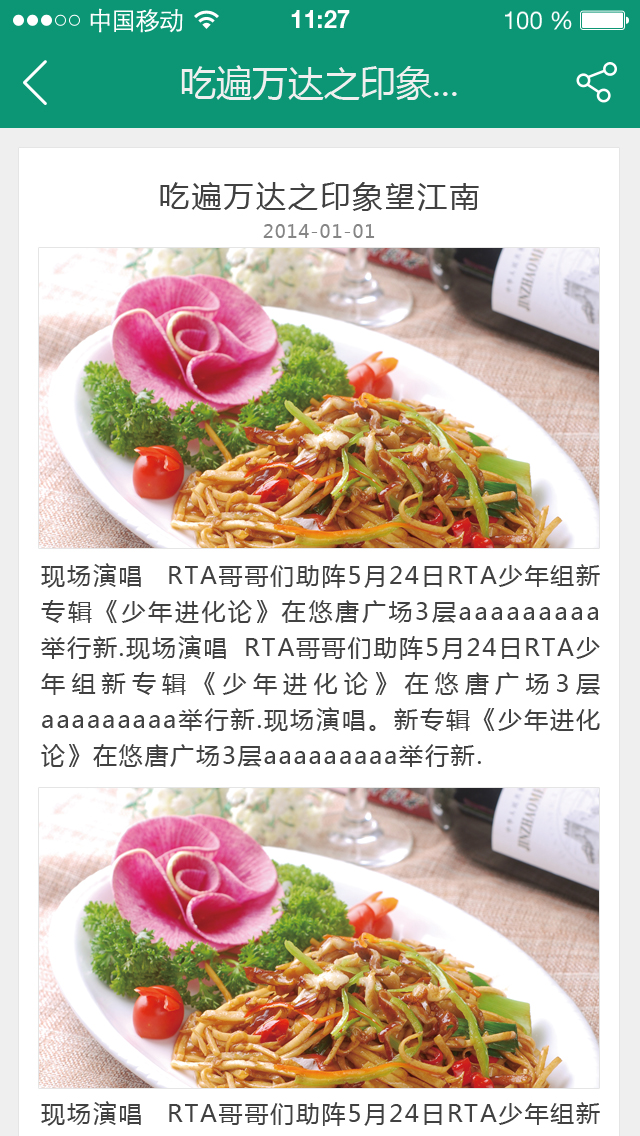 中国移动 11:27 100 %
吃遍万达之印象...
吃遍万达之印象望江南
2014-01-01
JINZHAOME
现场演唱 RTA哥哥们助阵5月24日RTA少年组新
专辑《少年进化论》在悠唐广场3层aaaaaaaaa
举行新.现场演唱 RTA哥哥们助阵5月24日RTA少
年组新专辑《少年进化论》在悠唐广场3层
aaaaaaaaa举行新.现场演唱。新专辑《少年进化
论》在悠唐广场3层aaaaaaaaa举行新.
JINZHAOME
现场演唱 RTA哥哥们助阵5月24日RTA少年组新